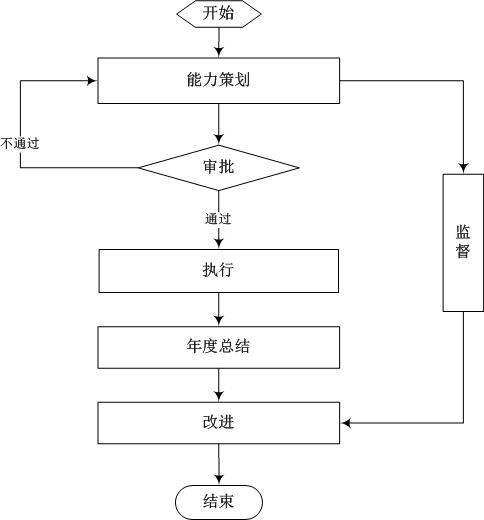 开始
能力策划
不通过
审批
通过
监督
执行
年度总结
改进
结束